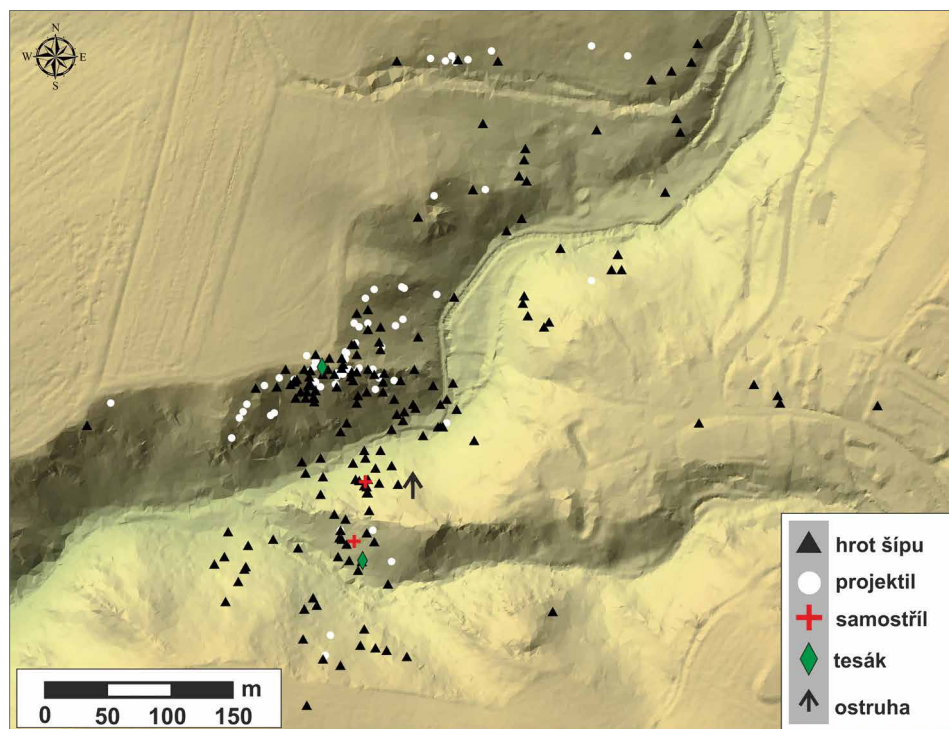 N
W E
S
hrot šípu
projektil
samostříl
tesák
ostruha
m
0 50 100 150